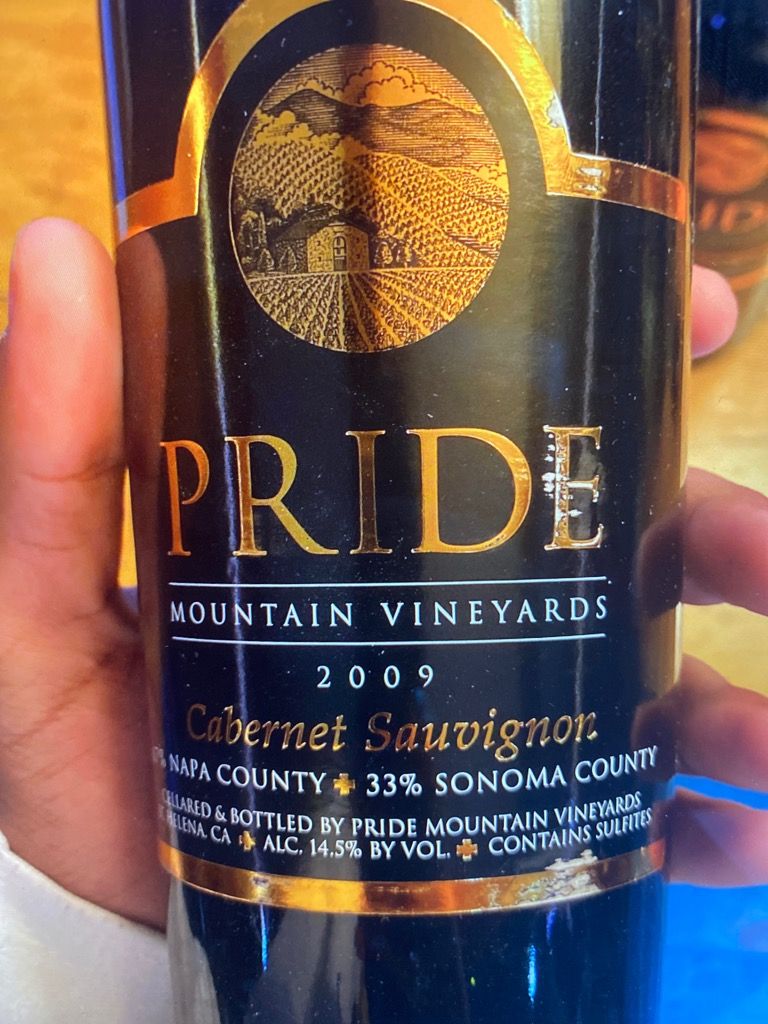 PRIDE
MOUNTAIN VINEYARDS
2009
Cabernet Sauvignon
NAPA COUNTY + 33% SONOMA COUNTY
CELLARED & BOTTLED BY PRIDE MOUNTAIN VINEYARDS
HELENA, CA + ALC. 14.5% BY VOL. + CONTAINS SULFITES